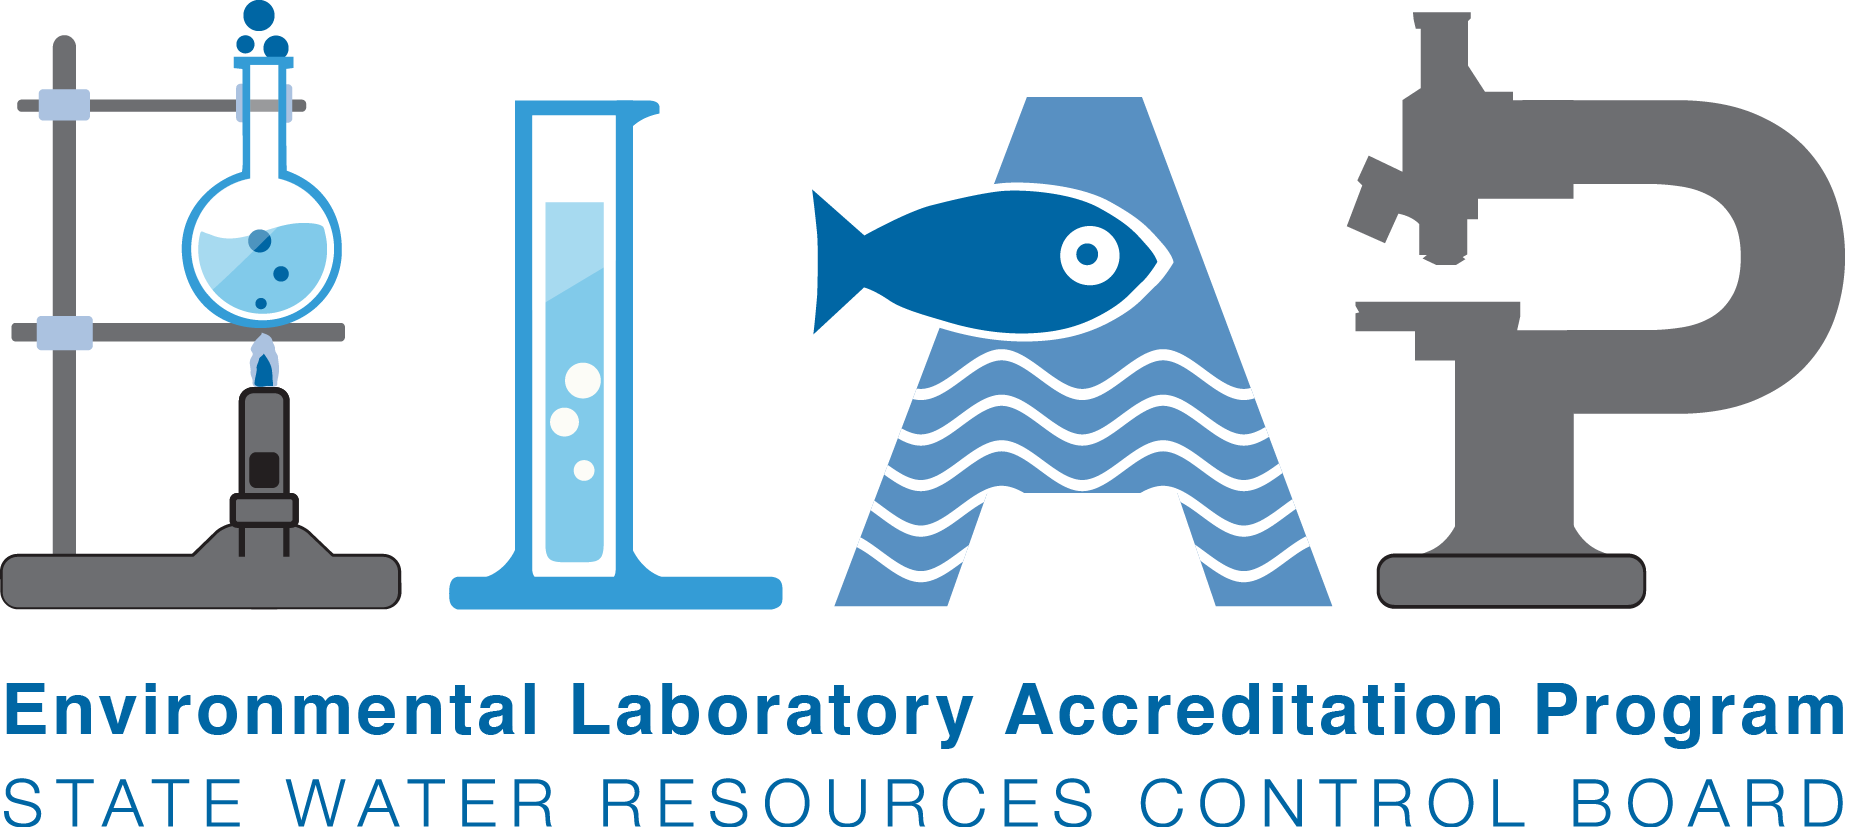 ELAP
Environmental Laboratory Accreditation Program
STATE WATER RESOURCES CONTROL BOARD